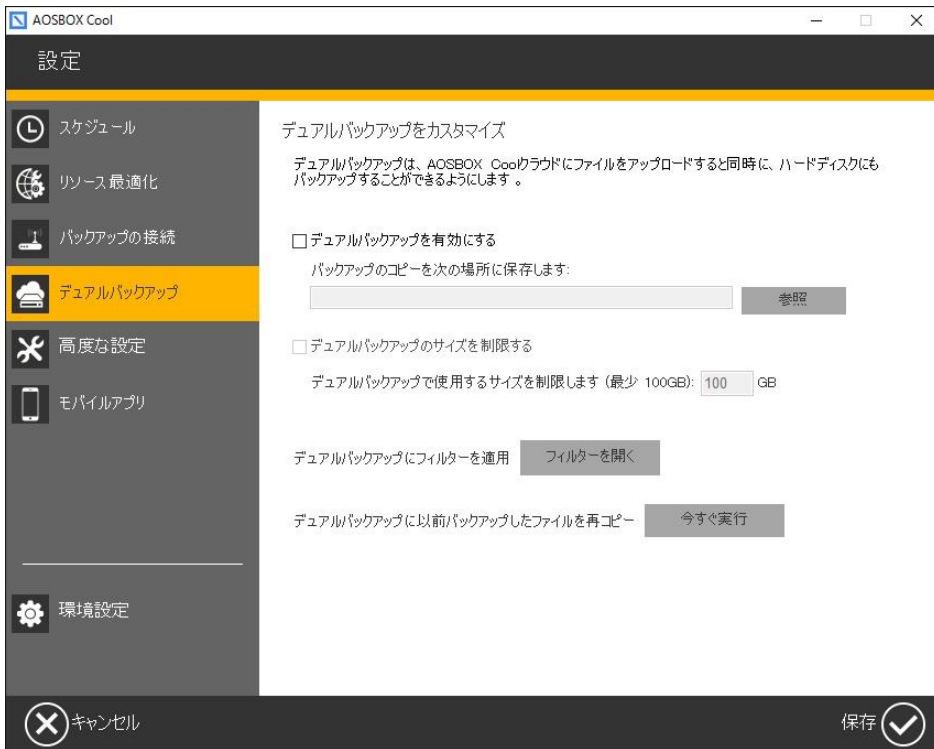 AOSBOX Cool
設定
スケジュール
リソース最適化
バックアップの接続
デュアルバックアップ
高度な設定
モバイルアプリ
環境設定
デュアルバックアップをカスタマイズ
デュアルバックアップは、AOSBOX Coolクラウドにファイルをアップロードすると同時に、ハードディスクにも
バックアップすることができるようにします。
デュアルバックアップを有効にする
バックアップのコピーを次の場所に保存します:
参照
デュアルバックアップのサイズを制限する
デュアルバックアップで使用するサイズを制限します (最少 100GB): 100 GB
デュアルバックアップにフィルターを適用 フィルターを開く
デュアルバックアップに以前バックアップしたファイルを再コピー 今すぐ実行
キャンセル
保存